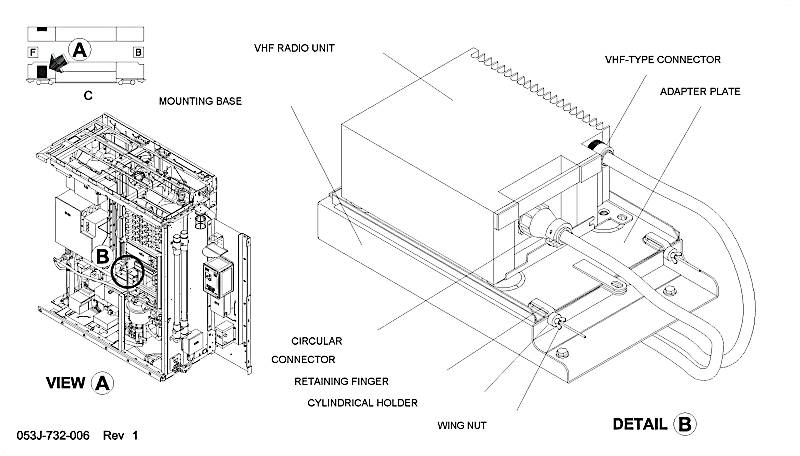 VHF RADIO UNIT
VHF-TYPE CONNECTOR
ADAPTER PLATE
MOUNTING BASE
F
A
B
C
B
CIRCULAR
CONNECTOR
RETAINING FINGER
CYLINDRICAL HOLDER
WING NUT
VIEW A
DETAIL B
053J-732-006 Rev 1